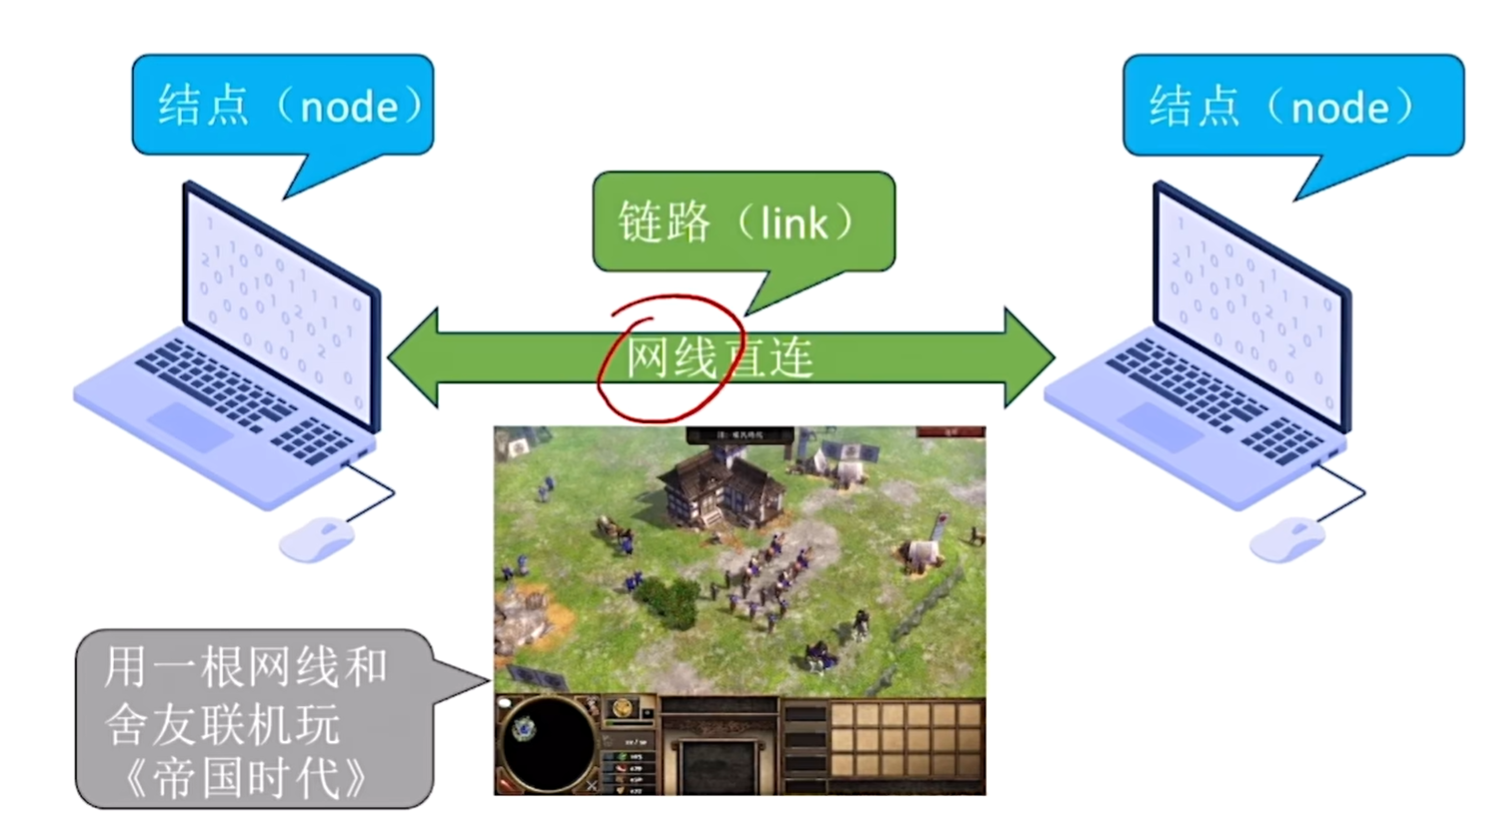 结点（node）
结点（node）
链路（link）
网线直连
用一根网线和
舍友联机玩
《帝国时代》